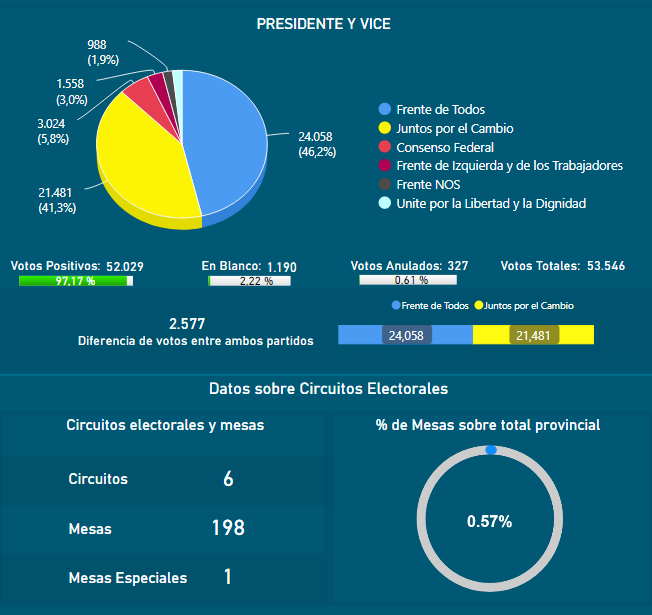 PRESIDENTE Y VICE
988
(1,9%)
1.558
(3,0%)
3.024
(5,8%)
21.481
(41,3%)
24.058
(46,2%)
Frente de Todos
Juntos por el Cambio
Consenso Federal
Frente de Izquierda y de los Trabajadores
Frente NOS
Unite por la Libertad y la Dignidad
Votos Positivos: 52.029
97,17 %
En Blanco: 1.190
2,22 %
Votos Anulados: 327
0,61 %
Votos Totales: 53.546
2.577
Diferencia de votos entre ambos partidos
Frente de Todos Juntos por el Cambio
24,058 21,481
Datos sobre Circuitos Electorales
Circuitos electorales y mesas
Circuitos 6
Mesas 198
Mesas Especiales 1
% de Mesas sobre total provincial
0.57%